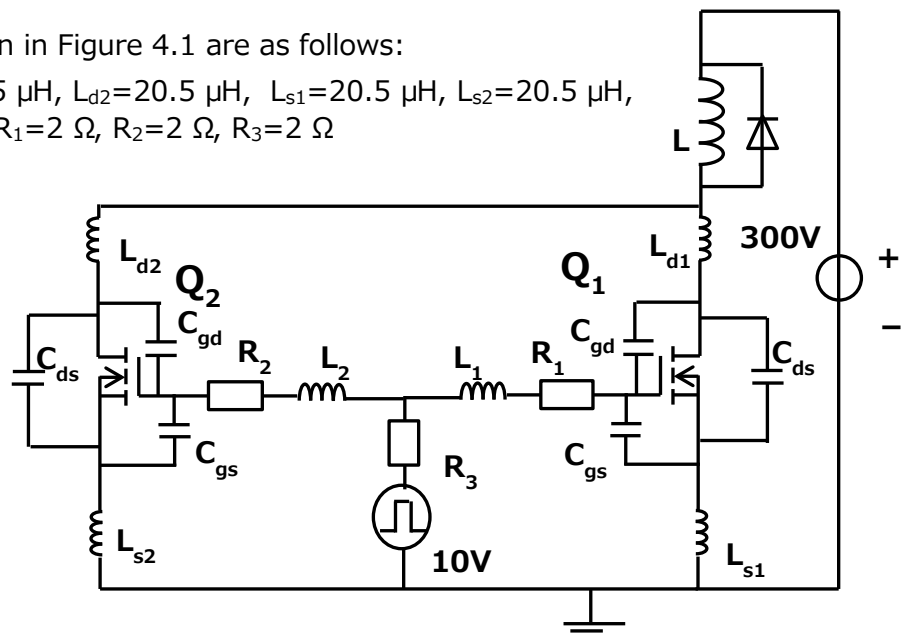 n in Figure 4.1 are as follows:
5 μH, Ld2=20.5 μH, Ls1=20.5 μH, Ls2=20.5 μH,
R1=2 Ω, R2=2 Ω, R3=2 Ω
L
Ld2
Ld1
300V
+
−
Q2
Q1
Cgd
Cgd
Cds
R2
L2
L1
R1
Cds
Cgs
R3
Cgs
Ls2
10V
Ls1